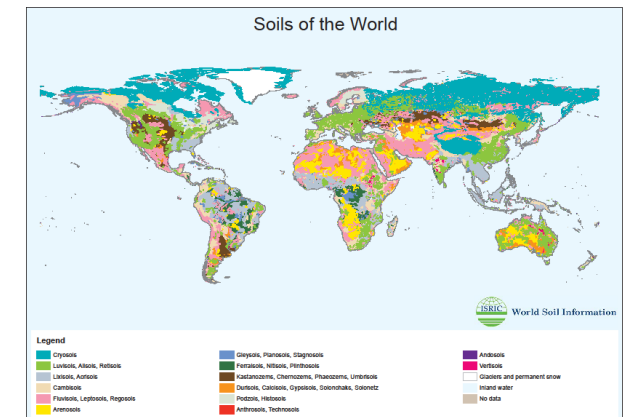 Soils of the World
ISRIC
World Soil Information
Legend
Cryosols
Luvisols, Alisols, Retisols
Lixisols, Acrisols
Cambisols
Fluvisols, Leptosols, Regosols
Arenosols
Gleysols, Planosols, Stagnosols
Ferralsols, Nitisols, Plinthosols
Kastanozems, Chernozems, Phaeozems, Umbrisols
Durisols, Calcisols, Gypsisols, Solonchaks, Solonetz
Podzols, Histosols
Anthrosols, Technosols
Andosols
Vertisols
Glaciers and permanent snow
Inland water
No data